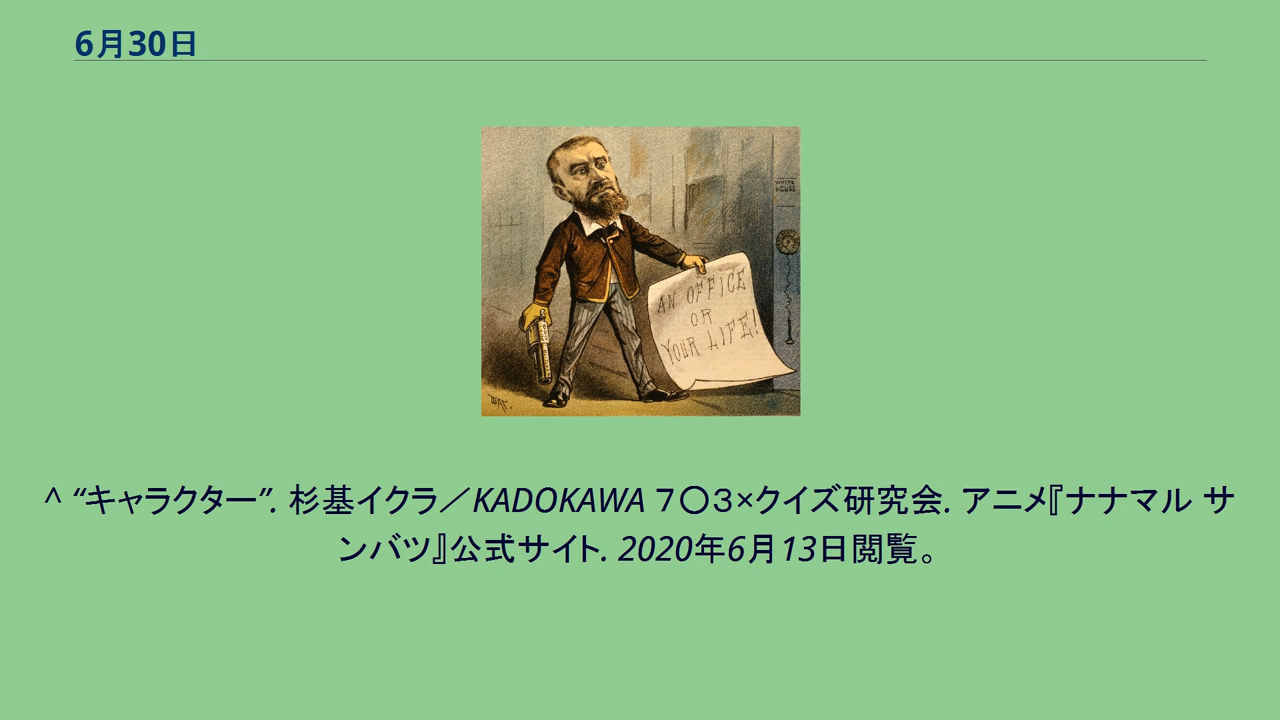 6月30日
WHITE
HOUSE
AN OFFICE
OR
YOUR LIFE!
^ “キャラクター”. 杉基イクラ／KADOKAWA ７〇３×クイズ研究会. アニメ『ナナマル サ
ンバツ』公式サイト. 2020年6月13日閲覧。